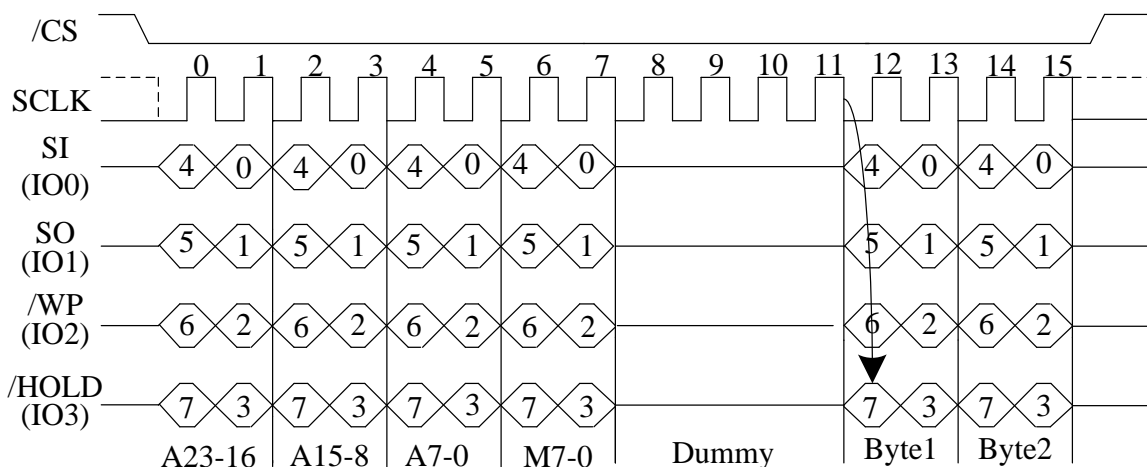 /CS
0 1 2 3 4 5 6 7 8 9 10 11 12 13 14 15
SCLK
SI
(IO0)
4 0 4 0 4 0 4 0 4 0 4 0
SO
(IO1)
5 1 5 1 5 1 5 1 5 1 5 1
/WP
(IO2)
6 2 6 2 6 2 6 2 6 2 6 2
/HOLD
(IO3)
7 3 7 3 7 3 7 3 7 3 7 3
A23-16 A15-8 A7-0 M7-0 Dummy Byte1 Byte2